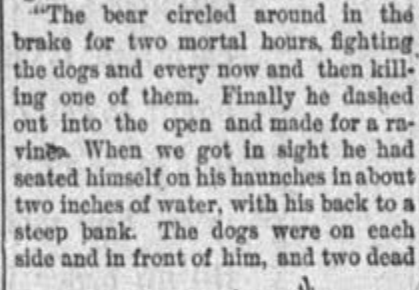 "The bear circled around in the
brake for two mortal hours, fighting
the dogs and every now and then kill-
ing one of them. Finally he dashed
out into the open and made for a ra-
vine. When we got in sight he had
seated himself on his haunches in about
two inches of water, with his back to a
steep bank. The dogs were on each
side and in front of him, and two dead